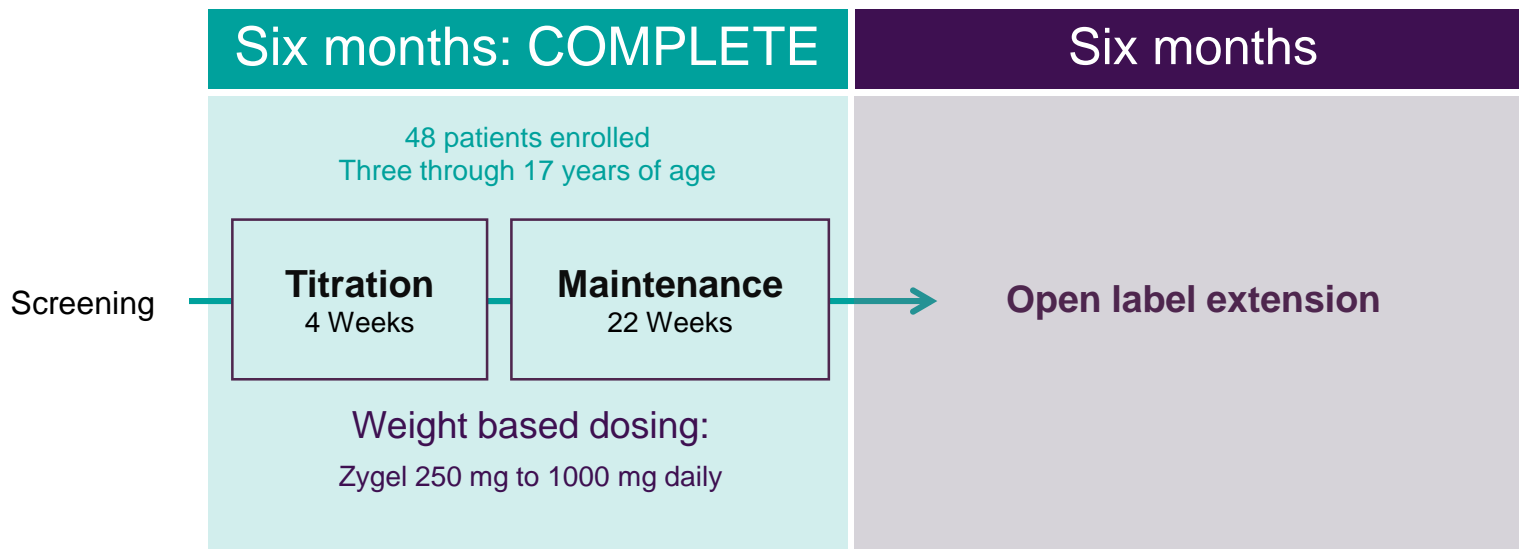 Six months: COMPLETE
Six months
48 patients enrolled
Three through 17 years of age
Screening
Titration
4 Weeks
Maintenance
22 Weeks
Open label extension
Weight based dosing:
Zygel 250 mg to 1000 mg daily